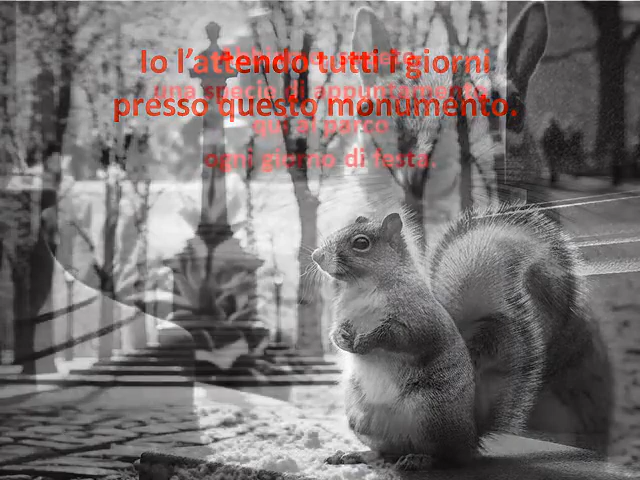 Io l’attendo tutti i giorni
presso questo monumento.
una specie di appuntamento
qui al parco
ogni giorno di festa.